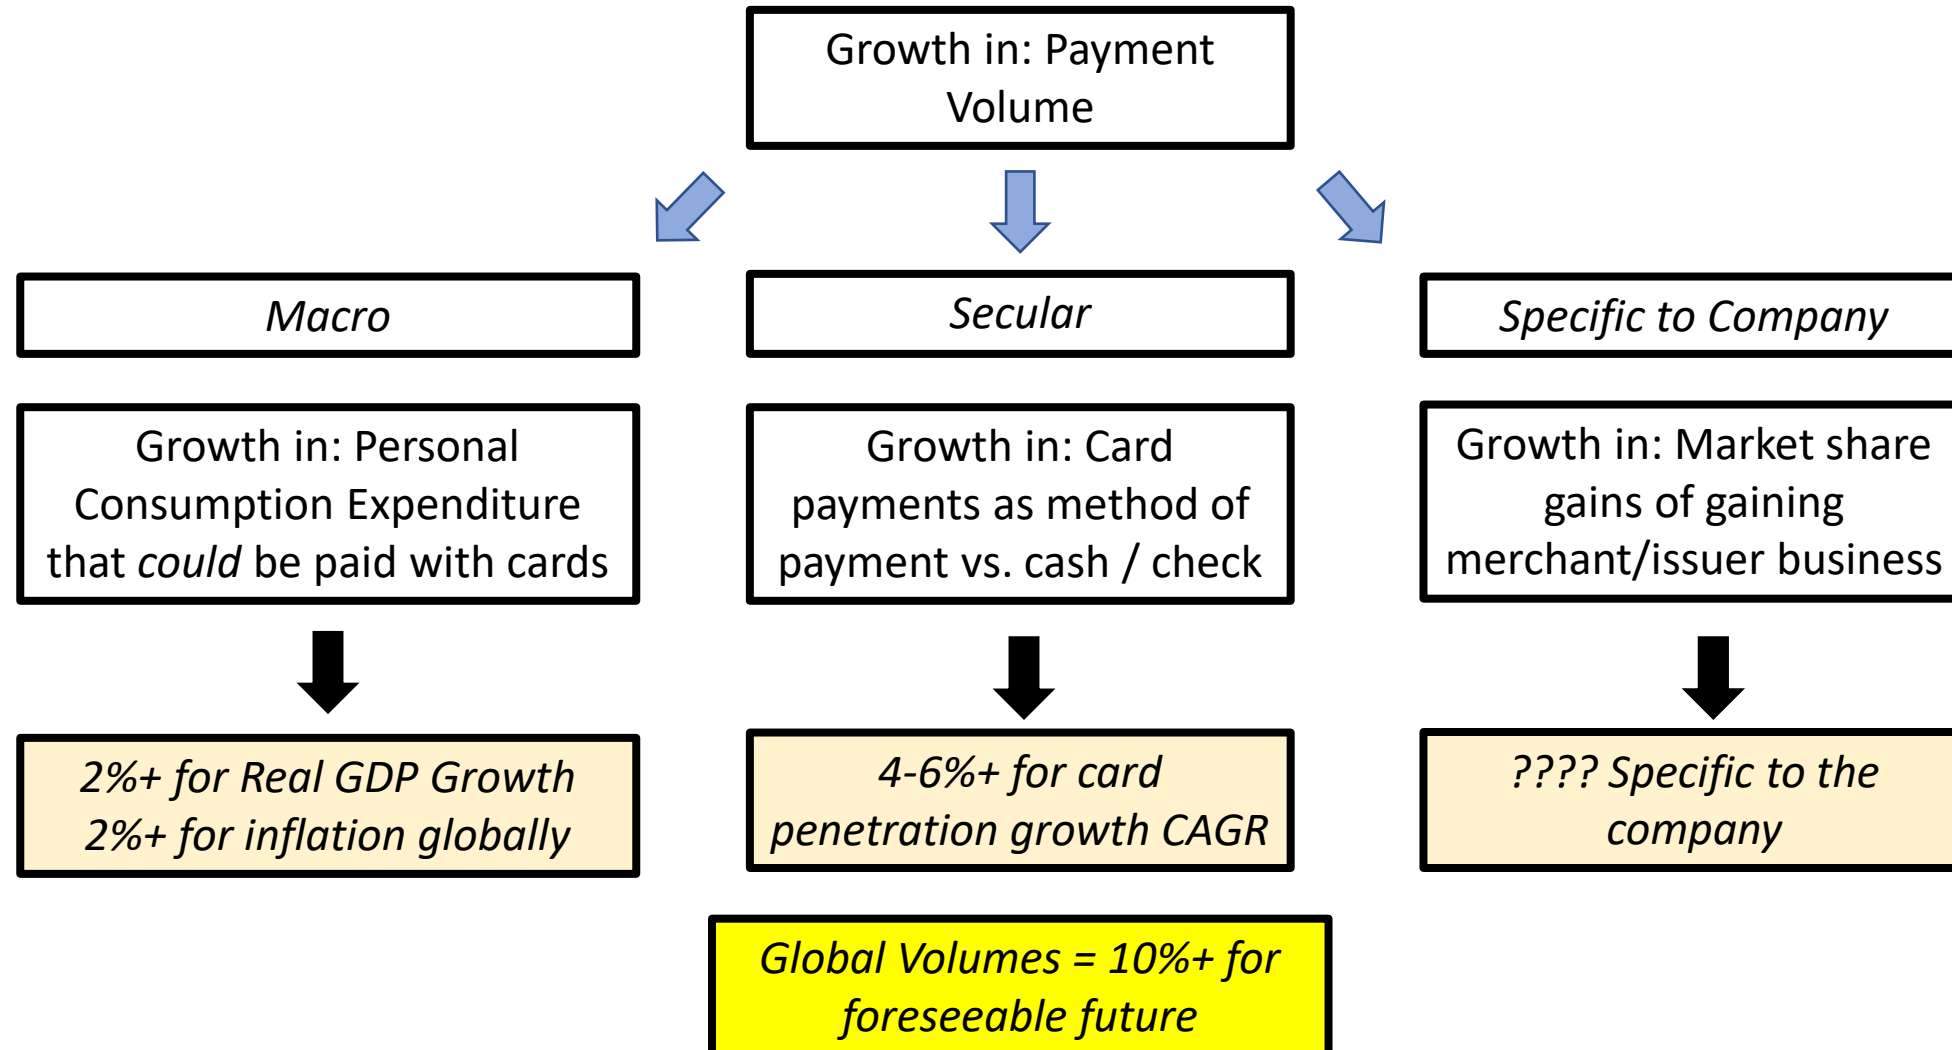 Growth in: Payment
Volume
Macro
Secular
Specific to Company
Growth in: Personal
Consumption Expenditure
that could be paid with cards
Growth in: Card
payments as method of
payment vs. cash / check
Growth in: Market share
gains of gaining
merchant/issuer business
2%+ for Real GDP Growth
2%+ for inflation globally
4-6%+ for card
penetration growth CAGR
???? Specific to the
company
Global Volumes = 10%+ for
foreseeable future